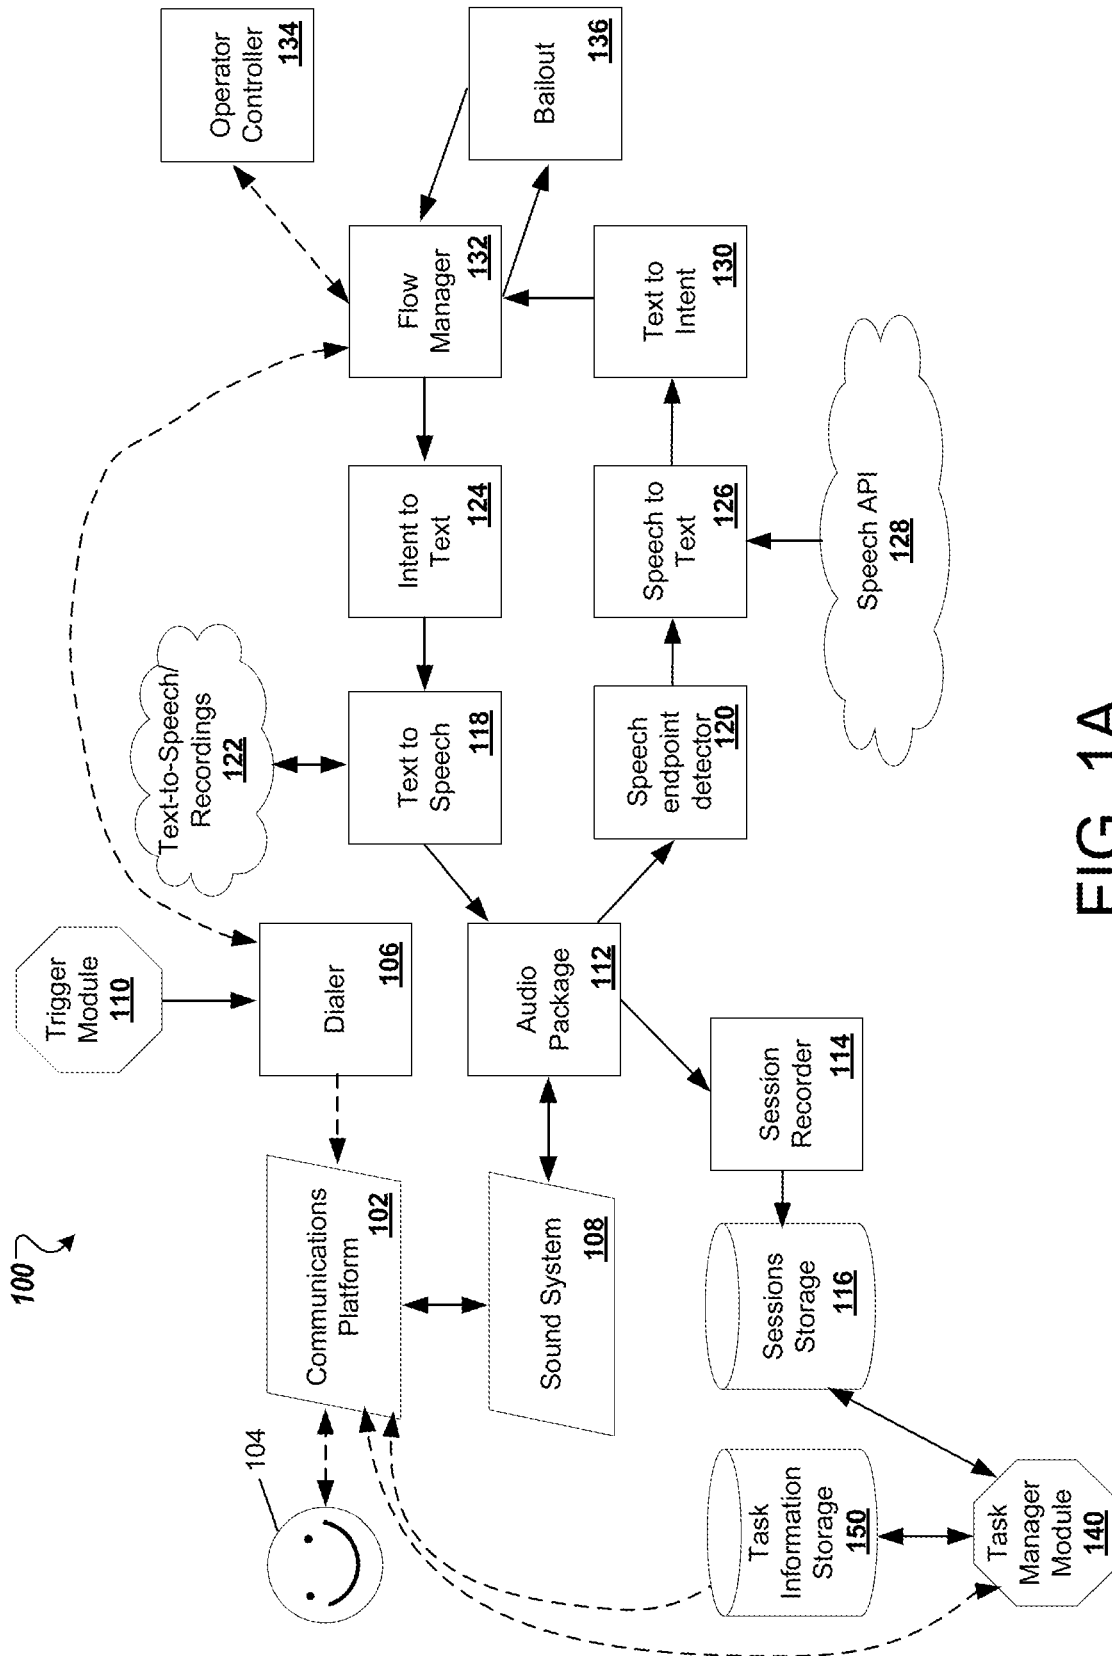 100
Trigger
Module
110
Operator
Controller
134
Text-to-Speech/
Recordings
122
104
Communications
Platform
102
Dialer
106
Text to
Speech
118
Intent to
Text
124
Flow
Manager
132
Bailout
136
Sound System
108
Audio
Package
112
Speech
endpoint
detector
120
Speech to
Text
126
Text to
Intent
130
Session
Recorder
114
Sessions
Storage
116
Task
Information
Storage
150
Task
Manager
Module
140
Speech API
128
FIG. 1A